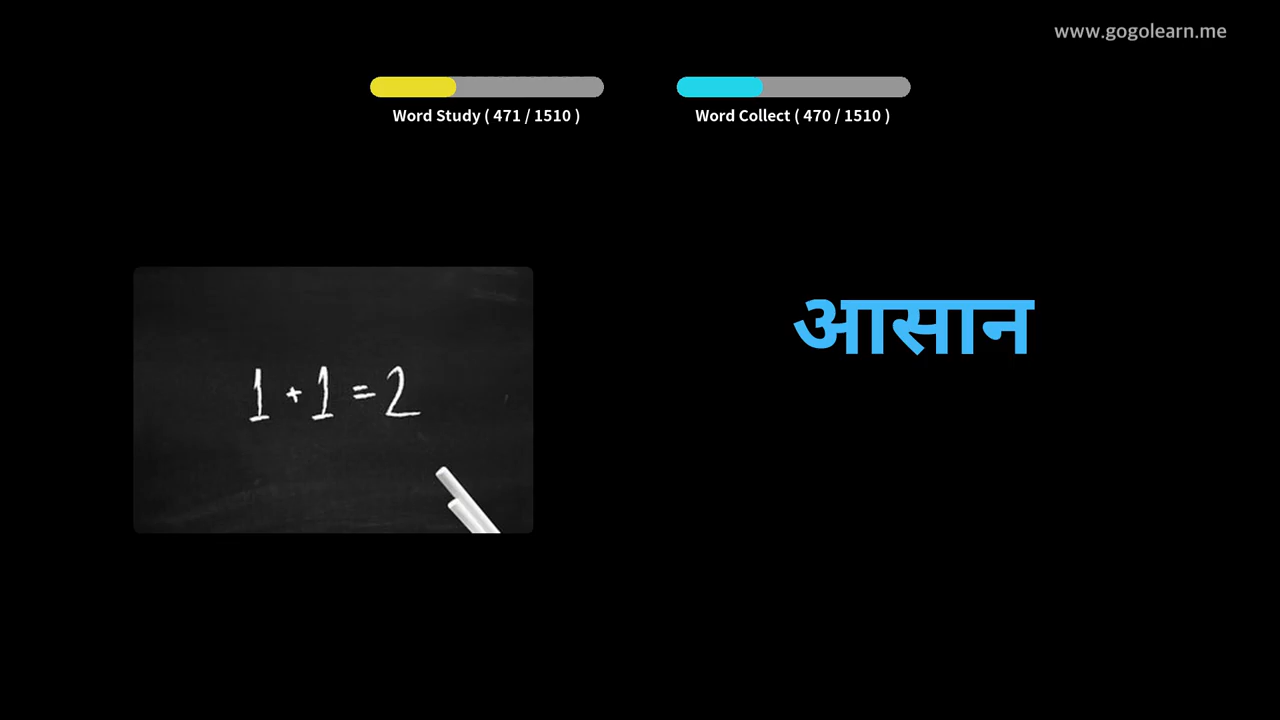 www.gogolearn.me
Word Study ( 471 / 1510 )
Word Collect ( 470 / 1510 )
1 + 1 = 2
आसान